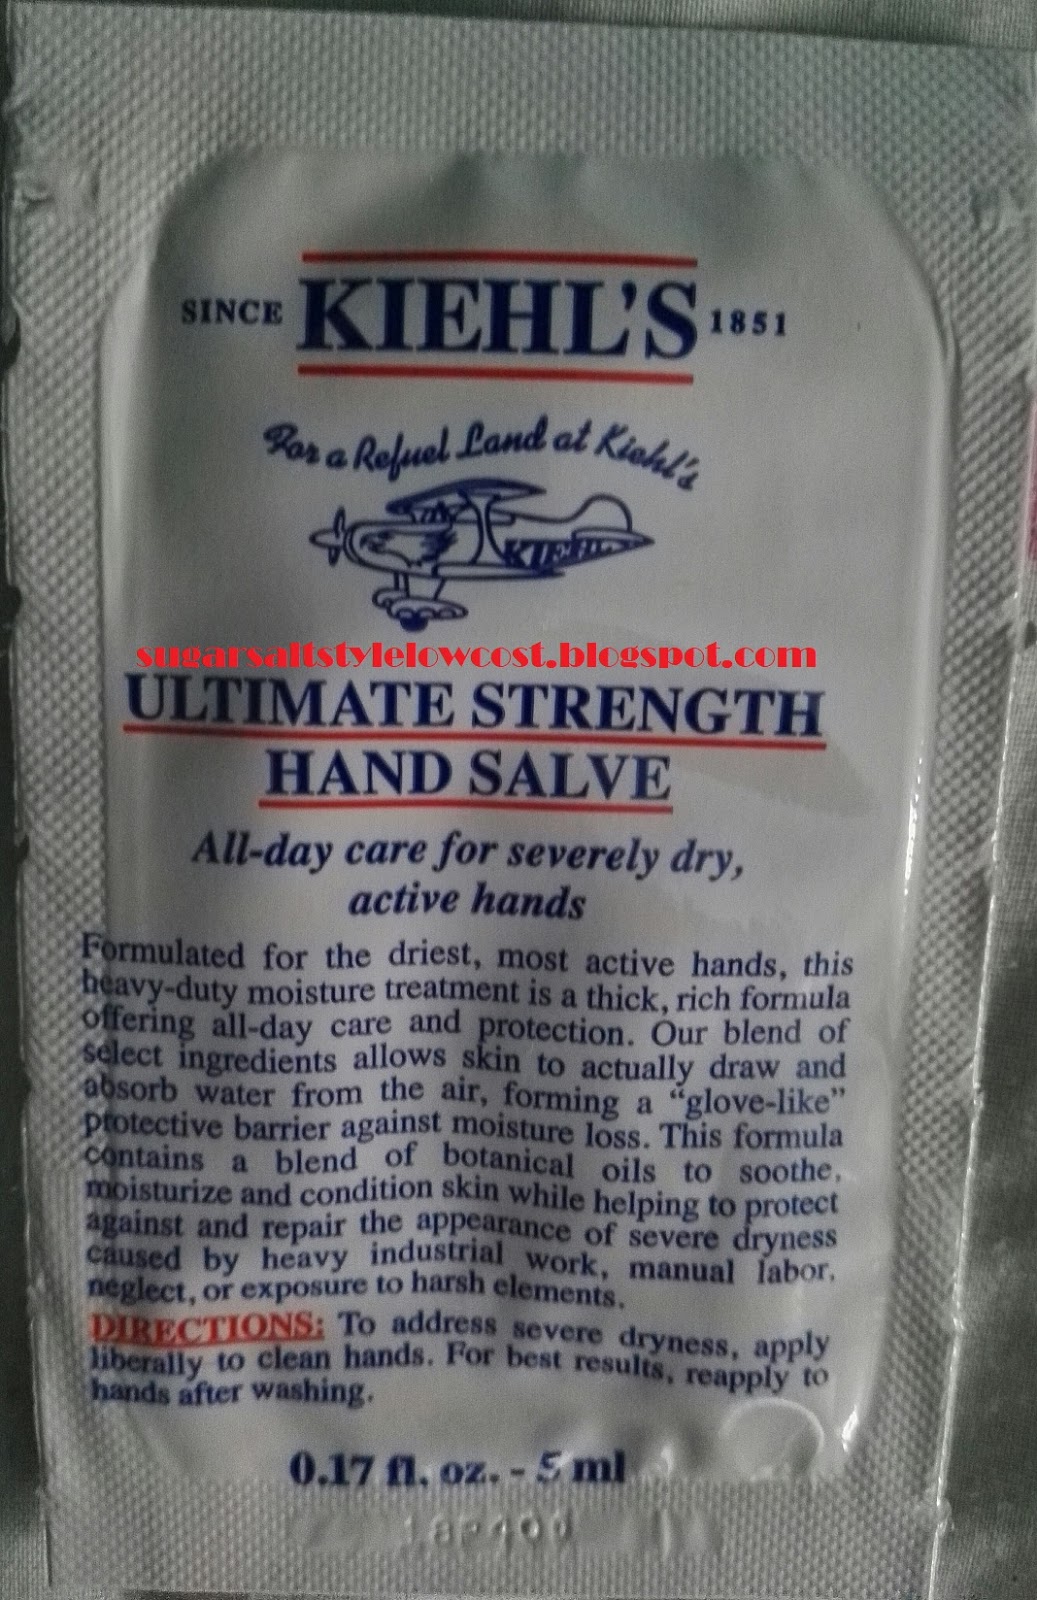 SINCE KIEHL'S 1851
For a Refuel Land at Kiehl's
KIEHL'S
sugarsaltstylelowcost.blogspot.com
ULTIMATE STRENGTH
HAND SALVE
All-day care for severely dry,
active hands
Formulated for the driest, most active hands, this
heavy-duty moisture treatment is a thick, rich formula
offering all-day care and protection. Our blend of
select ingredients allows skin to actually draw and
absorb water from the air, forming a “glove-like”
protective barrier against moisture loss. This formula
contains a blend of botanical oils to soothe,
moisturize and condition skin while helping to protect
against and repair the appearance of severe dryness
caused by heavy industrial work, manual labor,
neglect, or exposure to harsh elements.
DIRECTIONS: To address severe dryness, apply
liberally to clean hands. For best results, reapply to
hands after washing.
0.17 fl. oz. - 5 ml